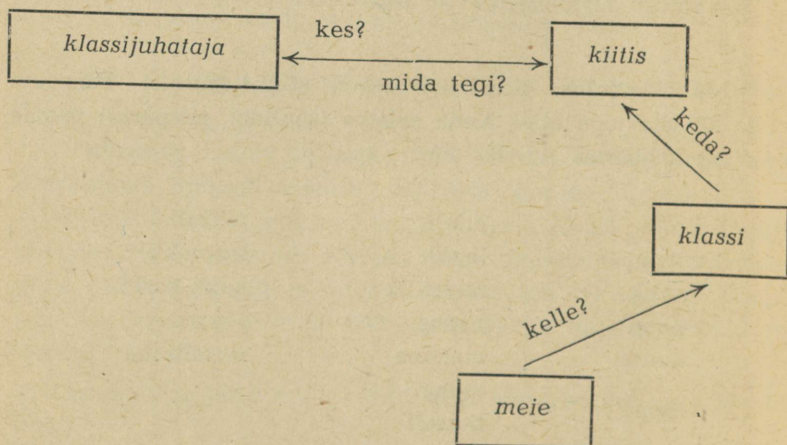 kes?
klassijuhataja
kiitis
mida tegi?
keda?
klassi
kelle?
meie